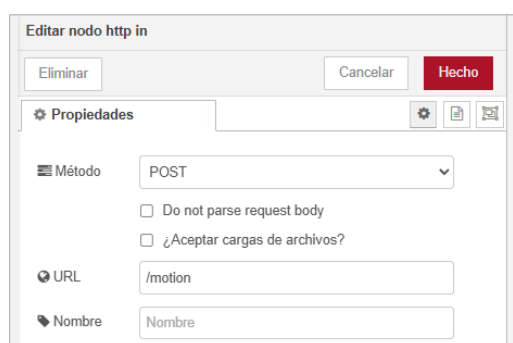 Editar nodo http in
Eliminar Cancelar Hecho
Propiedades
Método POST
Do not parse request body
¿Aceptar cargas de archivos?
URL /motion
Nombre Nombre